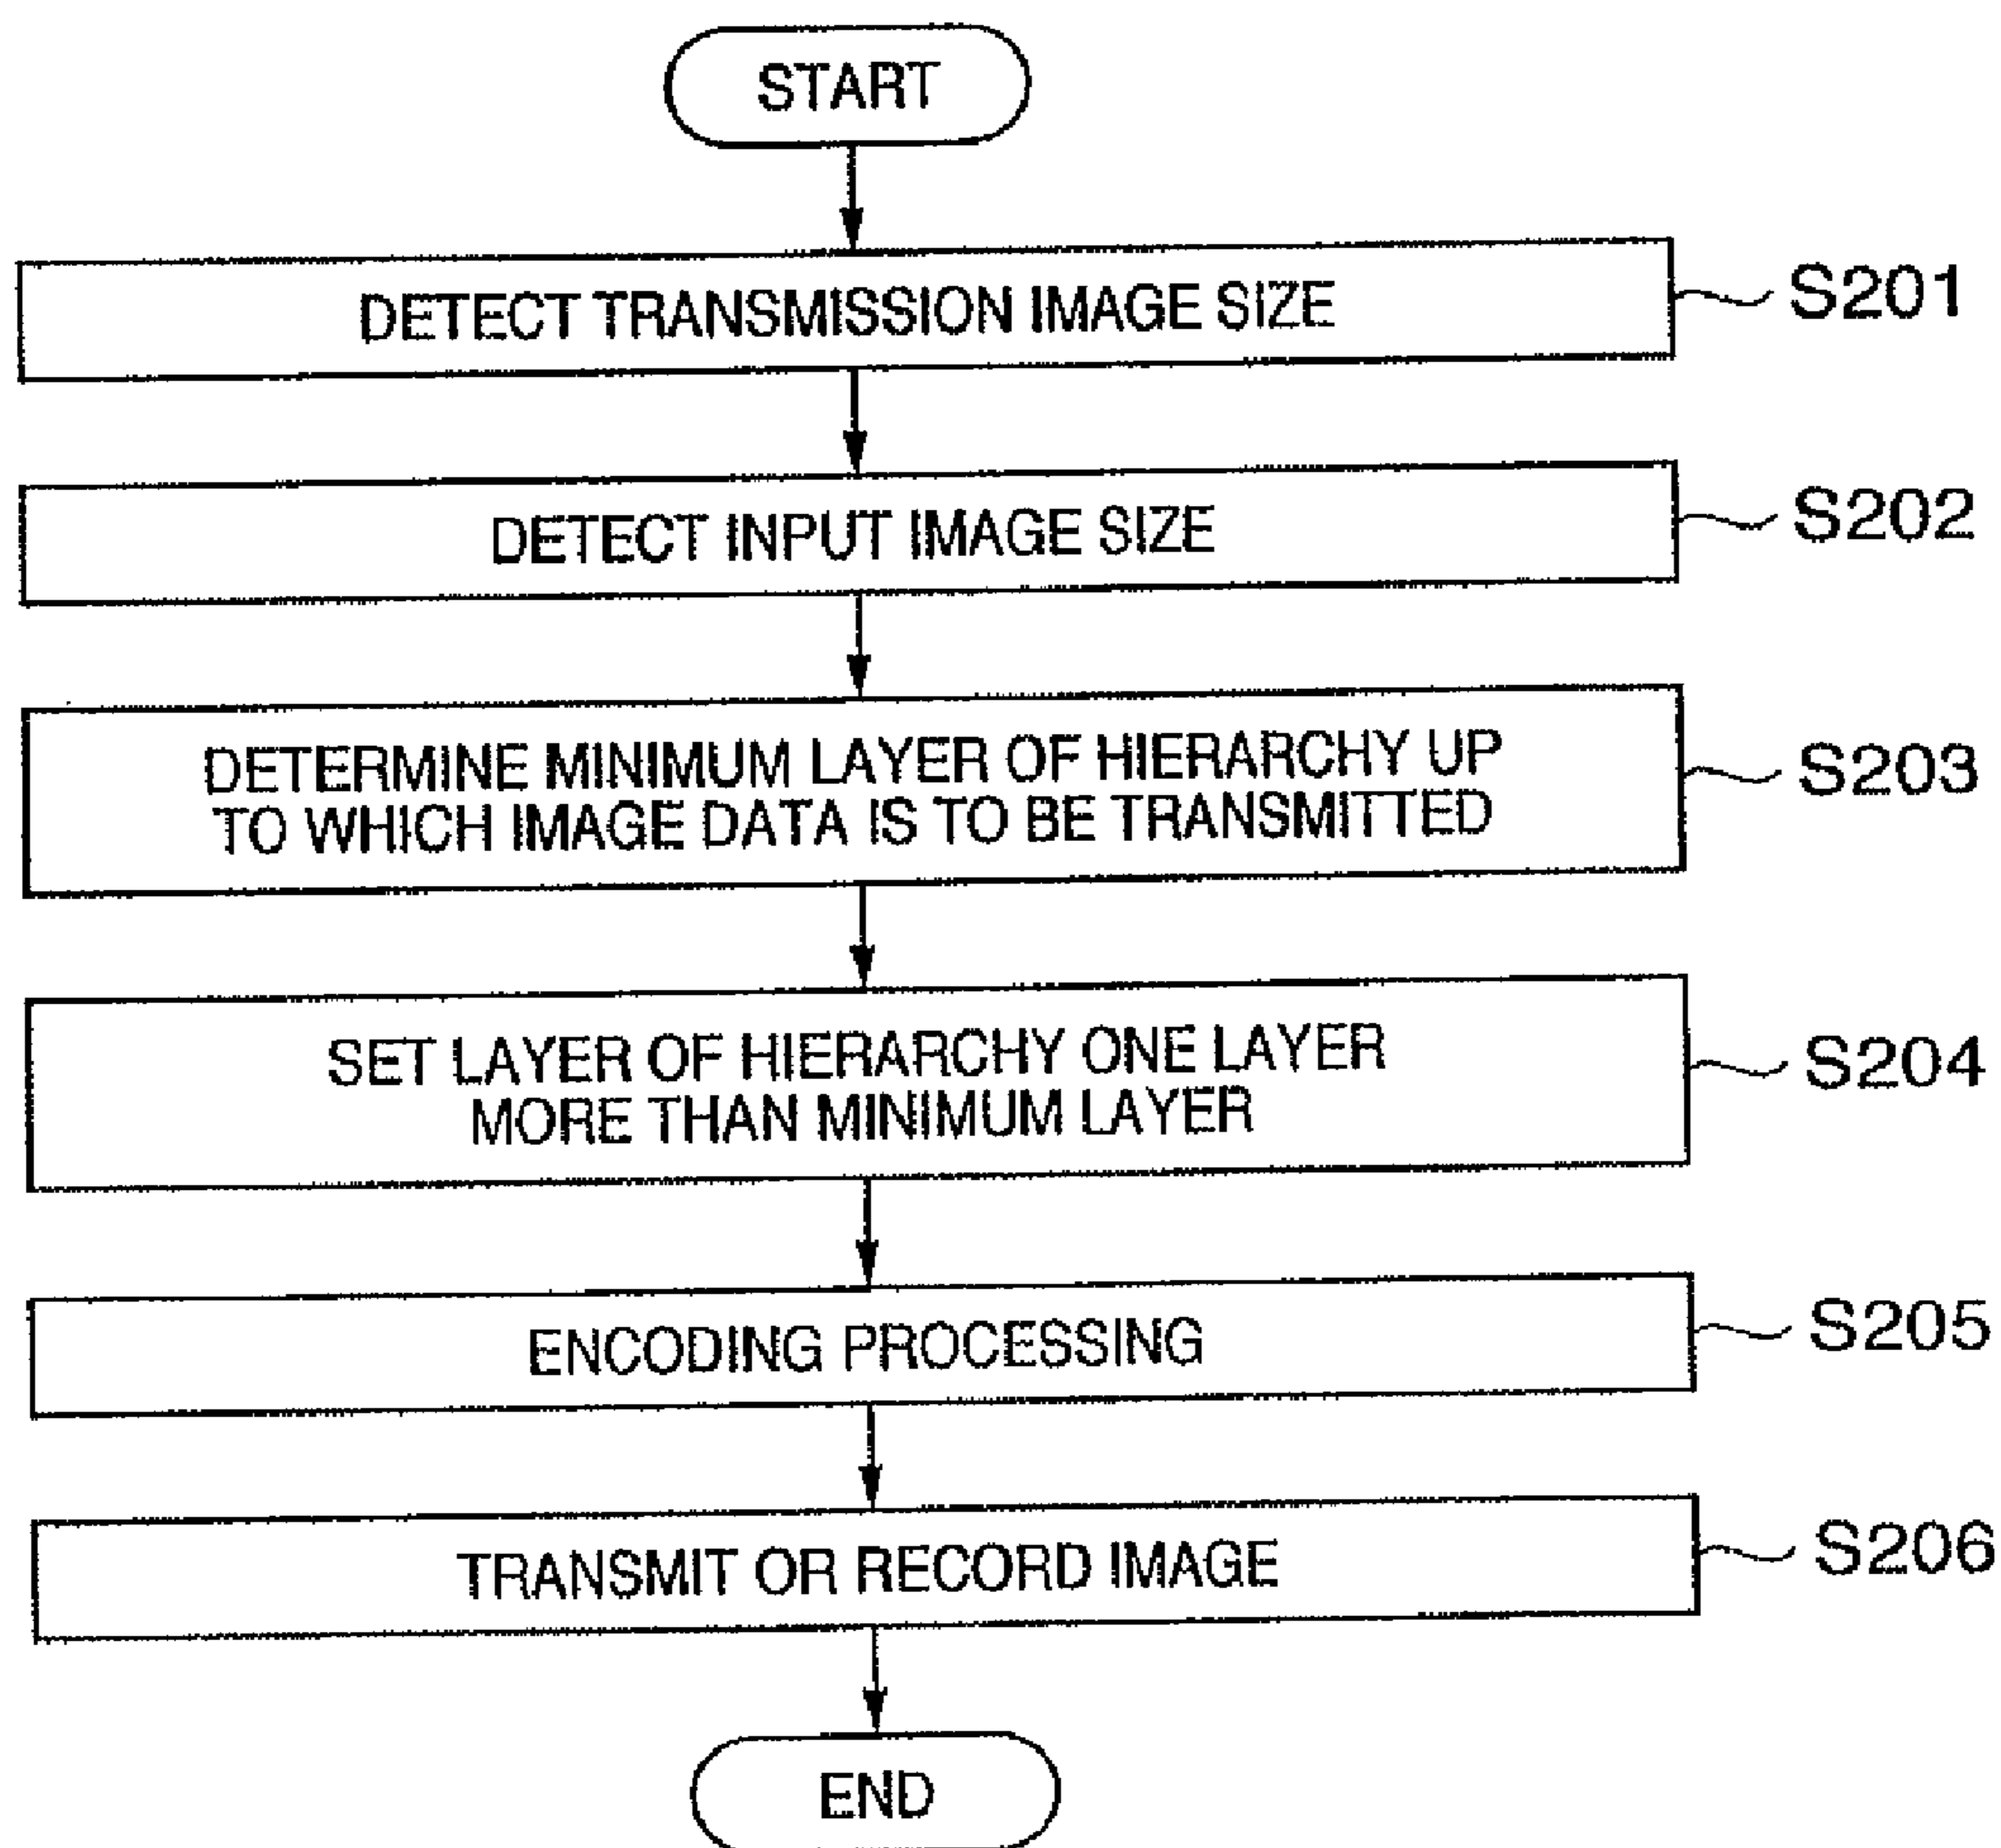 START
DETECT TRANSMISSION IMAGE SIZE
S201
DETECT INPUT IMAGE SIZE
S202
DETERMINE MINIMUM LAYER OF HIERARCHY UP
TO WHICH IMAGE DATA IS TO BE TRANSMITTED
S203
SET LAYER OF HIERARCHY ONE LAYER
MORE THAN MINIMUM LAYER
S204
ENCODING PROCESSING
S205
TRANSMIT OR RECORD IMAGE
S206
END